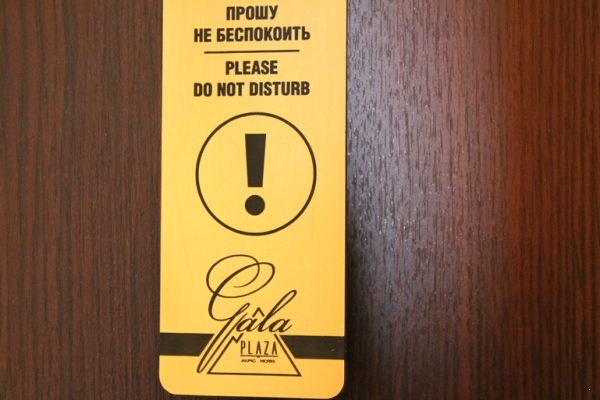 ПРОШУ
НЕ БЕСПОКОИТЬ
PLEASE
DO NOT DISTURB
Gala
PLAZA